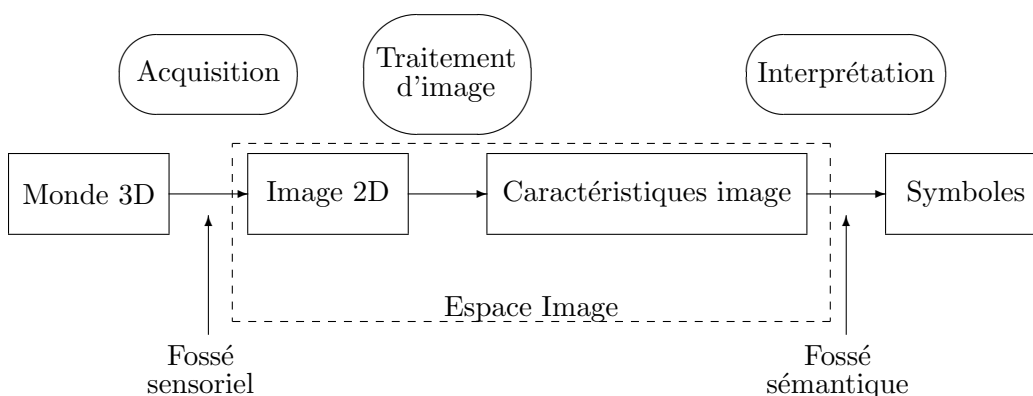 Acquisition
Traitement
d'image
Interprétation
Monde 3D
Image 2D
Caractéristiques image
Symboles
Espace Image
Fossé
sensoriel
Fossé
sémantique